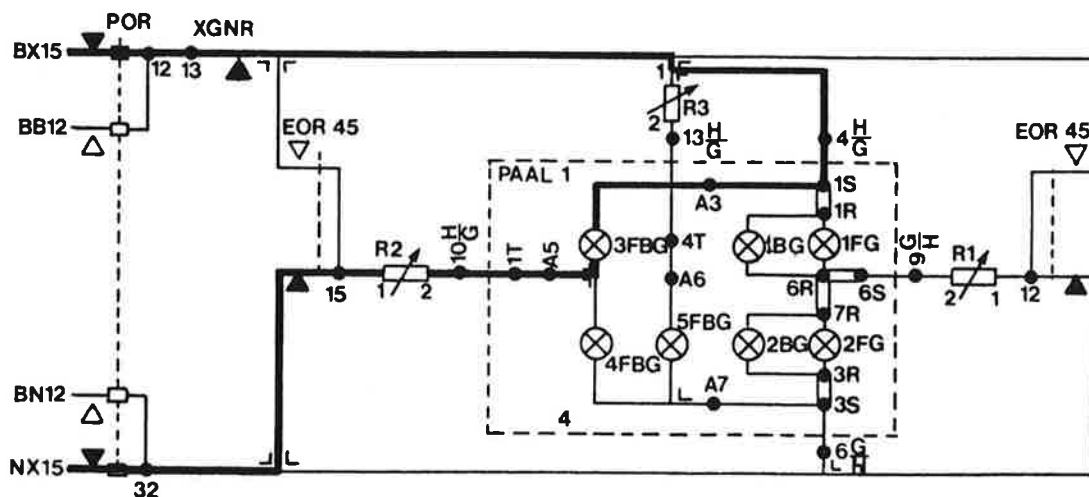 POR XGNR
BX15
12 13
1
R3
2
BB12
EOR 45
13 H/G
4 H/G
EOR 45
PAAL 1
1S
A3
1R
10 H/G
3FBG
4T
1BG
1FG
9 G/H
R2
1T
A5
R1
15
1 2
A6
6R
6S
2 1
12
7R
5FBG
4FBG
2BG
2FG
3R
BN12
A7
3S
4
6 G/H
NX15
32